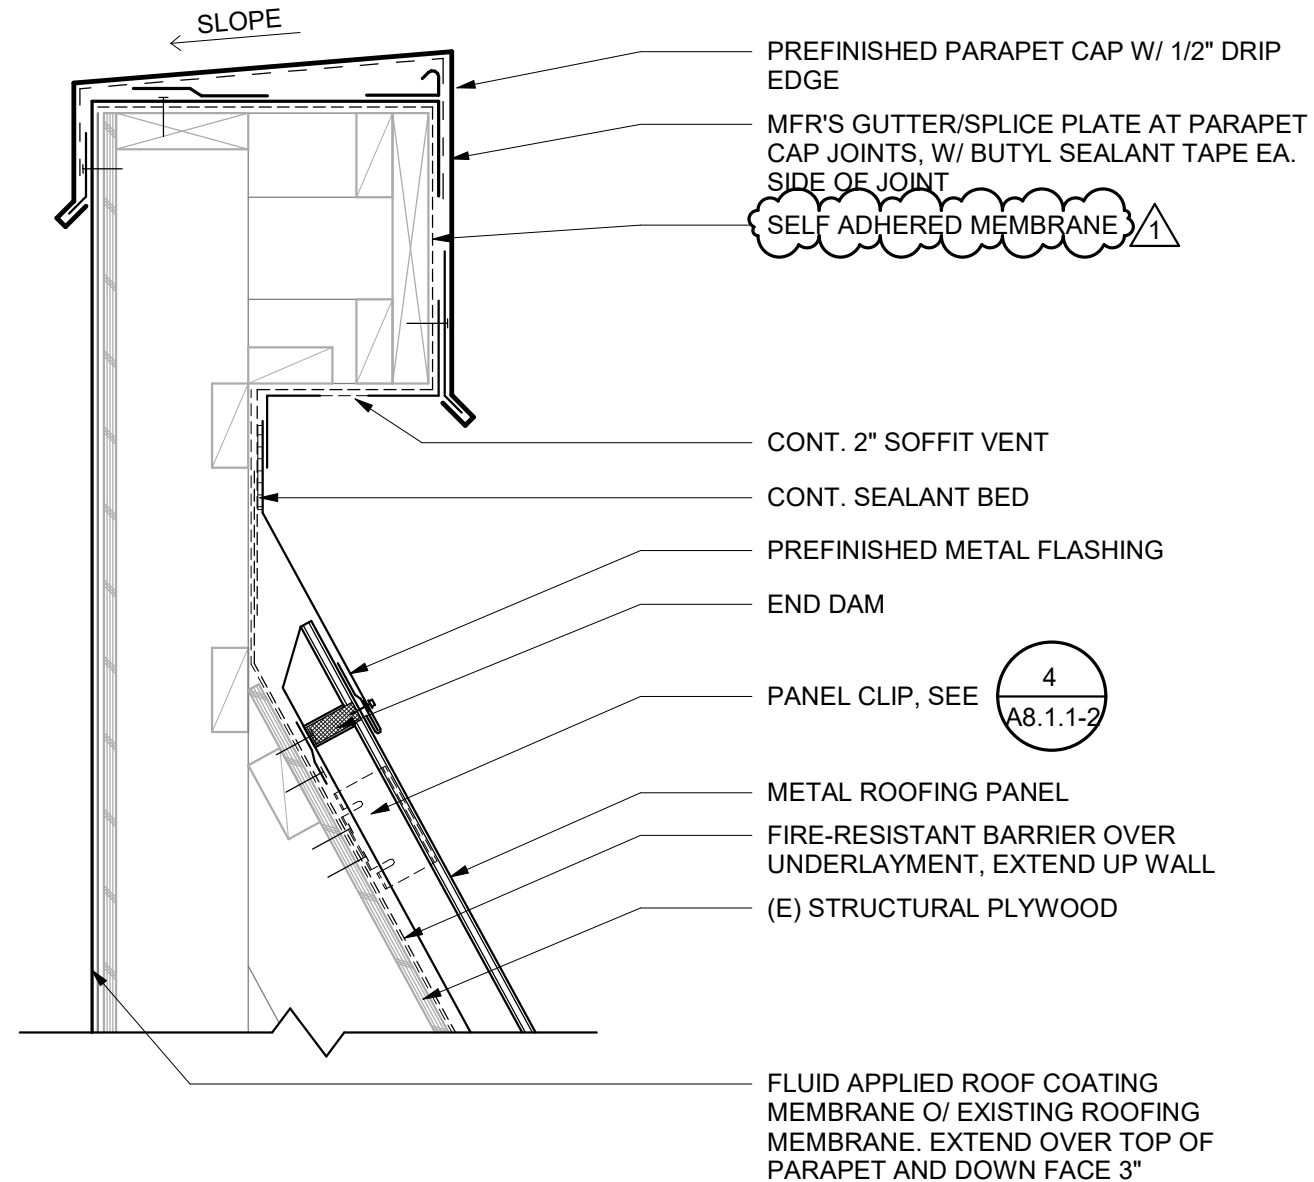 SLOPE
PREFINISHED PARAPET CAP W/ 1/2" DRIP
EDGE
MFR'S GUTTER/SPLICE PLATE AT PARAPET
CAP JOINTS, W/ BUTYL SEALANT TAPE EA.
SIDE OF JOINT
SELF ADHERED MEMBRANE
1
CONT. 2" SOFFIT VENT
CONT. SEALANT BED
PREFINISHED METAL FLASHING
END DAM
PANEL CLIP, SEE
4
A8.1.1-2
METAL ROOFING PANEL
FIRE-RESISTANT BARRIER OVER
UNDERLAYMENT, EXTEND UP WALL
(E) STRUCTURAL PLYWOOD
FLUID APPLIED ROOF COATING
MEMBRANE O/ EXISTING ROOFING
MEMBRANE. EXTEND OVER TOP OF
PARAPET AND DOWN FACE 3"